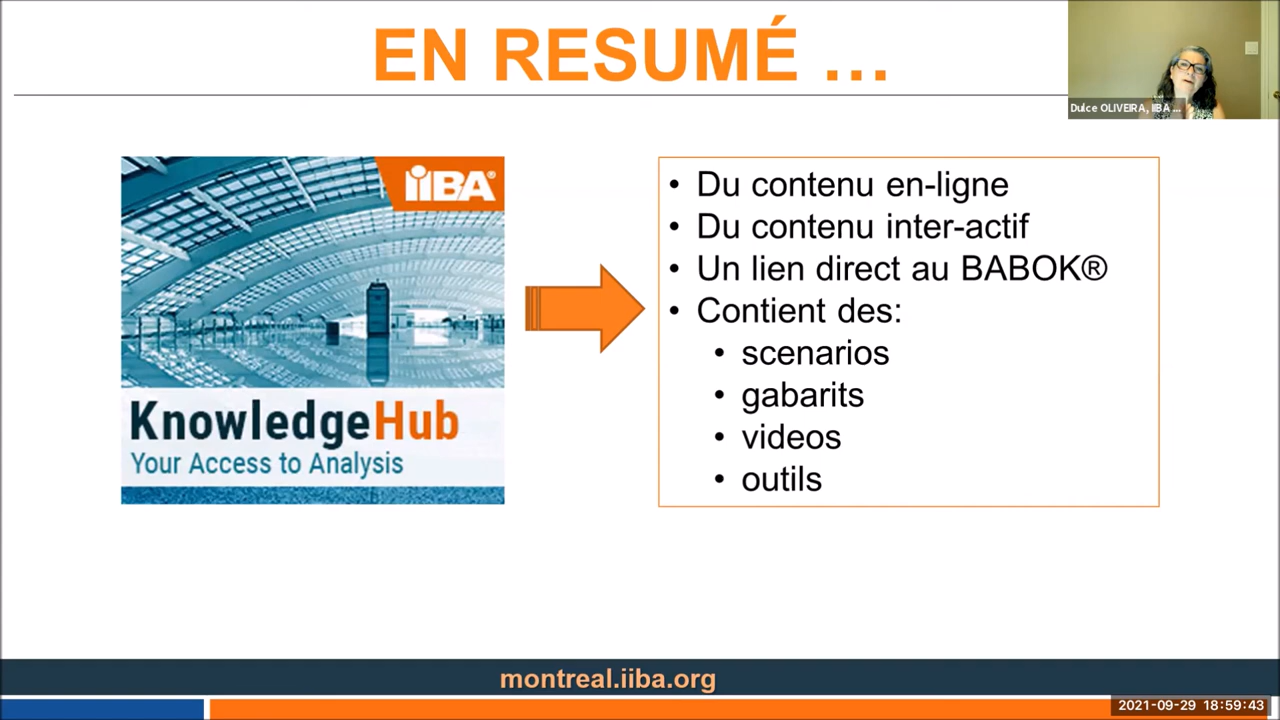 EN RESUMÉ ...
Dulce OLIVEIRA, IIBA ...
IIBA®
KnowledgeHub
Your Access to Analysis
• Du contenu en-ligne
• Du contenu inter-actif
• Un lien direct au BABOK®
• Contient des:
• scenarios
• gabarits
• videos
• outils
montreal.iiba.org
2021-09-29 18:59:43